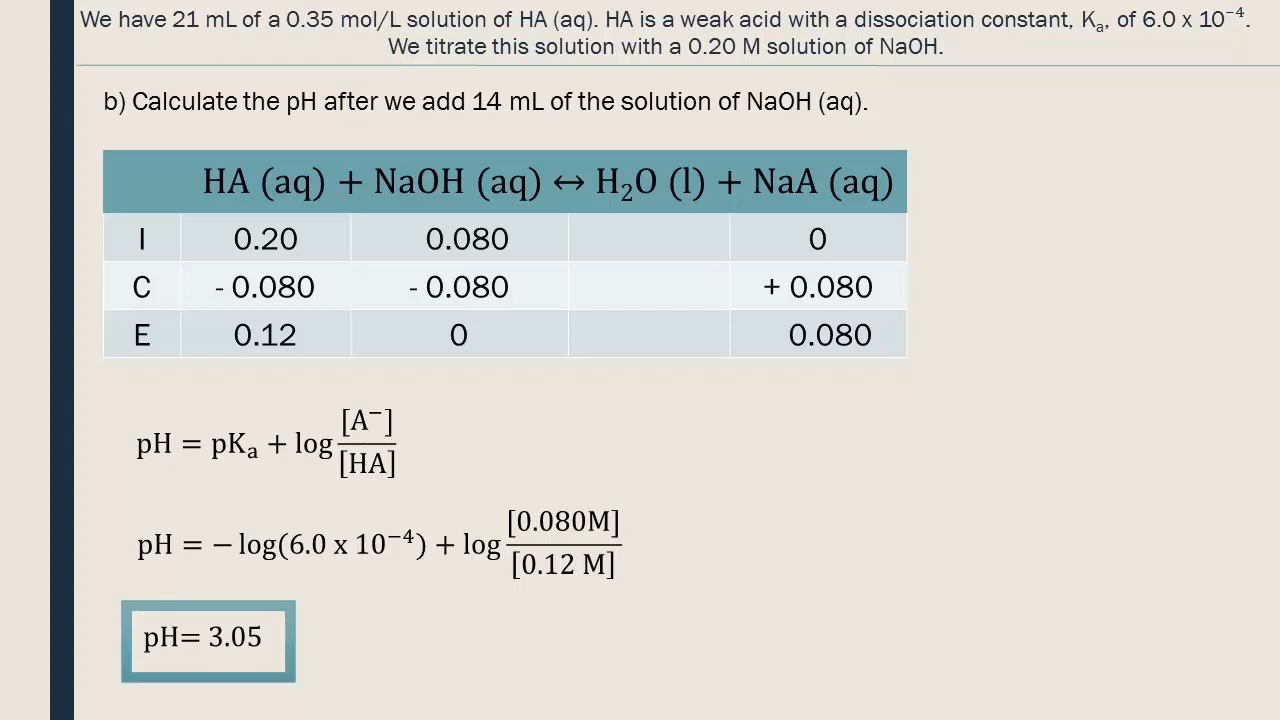 We have 21 mL of a 0.35 mol/L solution of HA (aq). HA is a weak acid with a dissociation constant, Kₐ, of 6.0 x 10⁻⁴.
We titrate this solution with a 0.20 M solution of NaOH.
b) Calculate the pH after we add 14 mL of the solution of NaOH (aq).
HA (aq) + NaOH (aq) ↔ H₂O (l) + NaA (aq)
I 0.20 0.080 0
C - 0.080 - 0.080 + 0.080
E 0.12 0 0.080
pH = pKₐ + log [A⁻]/[HA]
pH = − log(6.0 x 10⁻⁴) + log [0.080M]/[0.12 M]
pH= 3.05